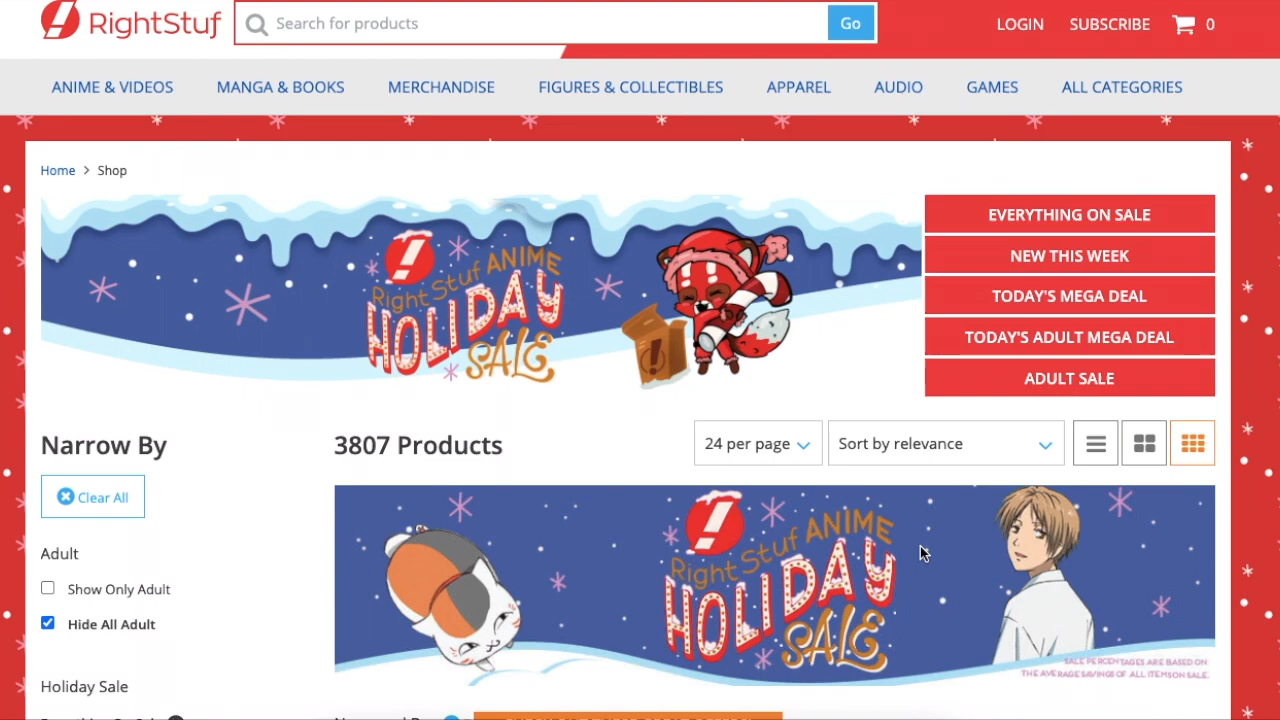 RightStuf
Search for products
Go
LOGIN
SUBSCRIBE
0
ANIME & VIDEOS
MANGA & BOOKS
MERCHANDISE
FIGURES & COLLECTIBLES
APPAREL
AUDIO
GAMES
ALL CATEGORIES
Home > Shop
Right Stuf ANIME
HOLIDAY
SALE
EVERYTHING ON SALE
NEW THIS WEEK
TODAY'S MEGA DEAL
TODAY'S ADULT MEGA DEAL
ADULT SALE
Narrow By
3807 Products
24 per page
Sort by relevance
Clear All
Right Stuf ANIME
HOLIDAY
SALE
SALE PERCENTAGES ARE BASED ON
THE AVERAGE SAVINGS OF ALL ITEMS ON SALE.
Adult
Show Only Adult
Hide All Adult
Holiday Sale